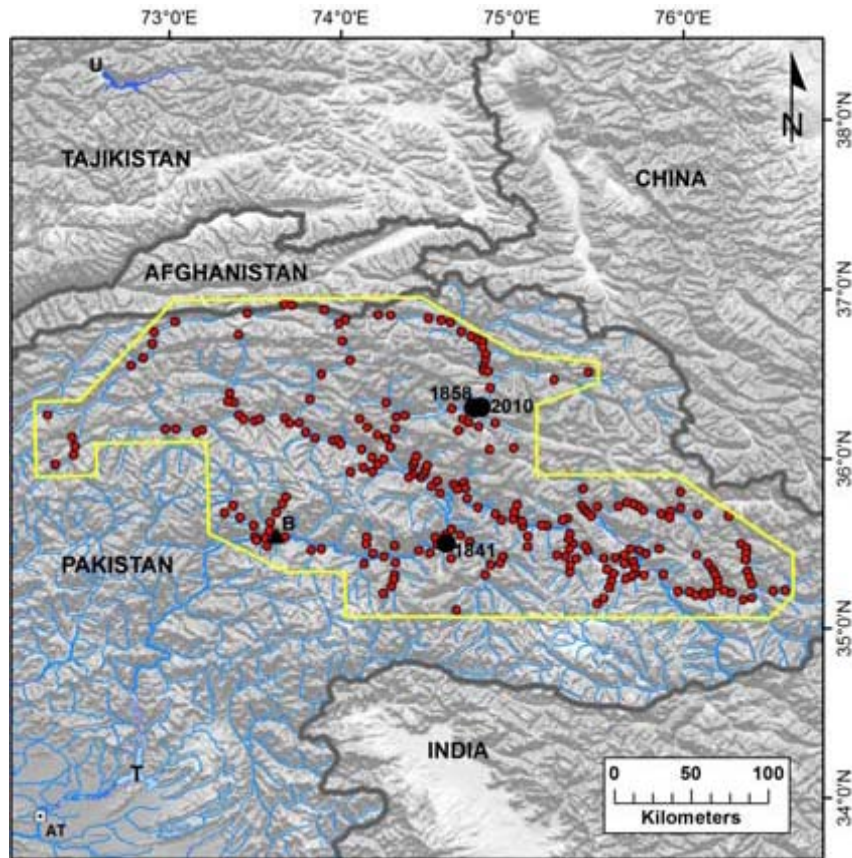 73°0'E 74°0'E 75°0'E 76°0'E
U
N
38°0'N
TAJIKISTAN
CHINA
AFGHANISTAN
37°0'N
1858 2010
36°0'N
B
1841
PAKISTAN
35°0'N
INDIA
T
0 50 100
Kilometers
34°0'N
AT